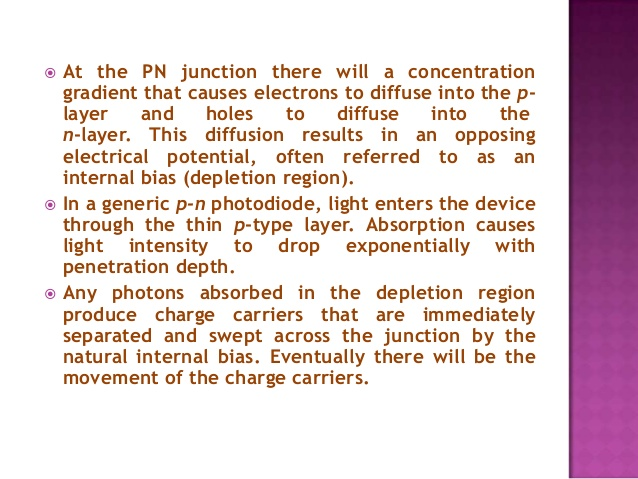 At the PN junction there will a concentration
gradient that causes electrons to diffuse into the p-
layer and holes to diffuse into the
n-layer. This diffusion results in an opposing
electrical potential, often referred to as an
internal bias (depletion region).
In a generic p-n photodiode, light enters the device
through the thin p-type layer. Absorption causes
light intensity to drop exponentially with
penetration depth.
Any photons absorbed in the depletion region
produce charge carriers that are immediately
separated and swept across the junction by the
natural internal bias. Eventually there will be the
movement of the charge carriers.